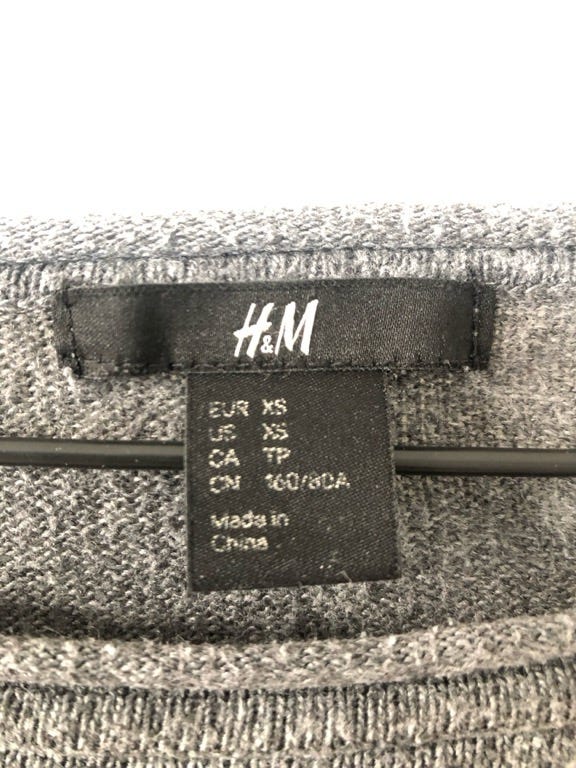 H&M
EUR XS
US XS
CA TP
CN 160/80A
Made in
China